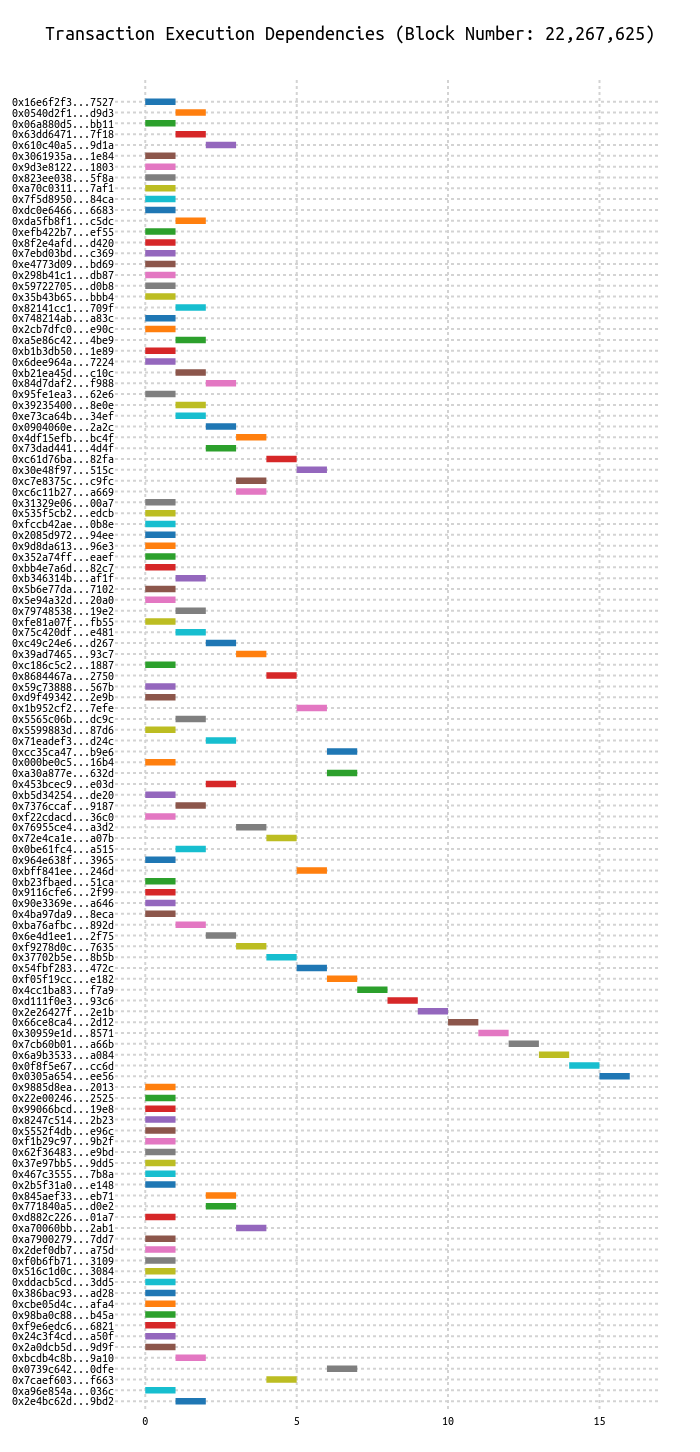 Transaction Execution Dependencies (Block Number: 22,267,625)
0x16e6f2f3...7527
0x0540d2f1...d9d3
0x06a880d5...bb11
0x63dd6471...7f18
0x610c40a5...9d1a
0x3061935a...1e84
0x9d3e8122...1803
0x823ee038...5f8a
0xa70c0311...7af1
0x7f5d8950...84ca
0xdc0e6466...6683
0xda5fb8f1...c5dc
0xefb422b7...ef55
0x8f2e4afd...d420
0x7ebd03bd...c369
0xe4773d09...bd69
0x298b41c1...db87
0x59722705...d0b8
0x35b43b65...bbb4
0x82141cc1...709f
0x748214ab...a83c
0x2cb7dfc0...e90c
0xa5e86c42...4be9
0xb1b3db50...1e89
0x6dee964a...7224
0xb21ea45d...c10c
0x84d7daf2...f988
0x95fe1ea3...62e6
0x39235400...8e0e
0xe73ca64b...34ef
0x0904060e...2a2c
0x4df15efb...bc4f
0x73dad441...4d4f
0xc61d76ba...82fa
0x30e48f97...515c
0xc7e8375c...c9fc
0xc6c11b27...a669
0x31329e06...00a7
0x535f5cb2...edcb
0xfccb42ae...0b8e
0x2085d972...94ee
0x9d8da613...96e3
0x352a74ff...eaef
0xbb4e7a6d...82c7
0xb346314b...af1f
0x5b6e77da...7102
0x5e94a32d...20a0
0x79748538...19e2
0xfe81a07f...fb55
0x75c420df...e481
0xc49c24e6...d267
0x39ad7465...93c7
0xc186c5c2...1887
0x8684467a...2750
0x59c73888...567b
0xd9f49342...2e9b
0x1b952cf2...7efe
0x5565c06b...dc9c
0x5599883d...87d6
0x71eadef3...d24c
0xcc35ca47...b9e6
0x000be0c5...16b4
0xa30a877e...632d
0x453bcec9...e03d
0xb5d34254...de20
0x7376ccaf...9187
0xf22cdacd...36c0
0x76955ce4...a3d2
0x72e4ca1e...a07b
0x0be61fc4...a515
0x964e638f...3965
0xbff841ee...246d
0xb23fbaed...51ca
0x9116cfe6...2f99
0x90e3369e...a646
0x4ba97da9...8eca
0xba76afbc...892d
0x6e4d1ee1...2f75
0xf9278d0c...7635
0x37702b5e...8b5b
0x54fbf283...472c
0xf05f19cc...e182
0x4cc1ba83...f7a9
0xd111f0e3...93c6
0x2e26427f...2e1b
0x66ce8ca4...2d12
0x30959e1d...8571
0x7cb60b01...a66b
0x6a9b3533...a084
0x0f8f5e67...cc6d
0x0305a654...ee56
0x9885d8ea...2013
0x22e00246...2525
0x99066bcd...19e8
0x8247c514...2b23
0x5552f4db...e96c
0xf1b29c97...9b2f
0x62f36483...e9bd
0x37e97bb5...9dd5
0x467c3555...7b8a
0x2b5f31a0...e148
0x845aef33...eb71
0x771840a5...d0e2
0xd882c226...01a7
0xa70060bb...2ab1
0xa7900279...7dd7
0x2def0db7...a75d
0xf0b6fb71...3109
0x516c1d0c...3084
0xddacb5cd...3dd5
0x386bac93...ad28
0xcbe05d4c...afa4
0x98ba0c88...b45a
0xf9e6edc6...6821
0x24c3f4cd...a50f
0x2a0dcb5d...9d9f
0xbcdb4c8b...9a10
0x0739c642...0dfe
0x7caef603...f663
0xa96e854a...036c
0x2e4bc62d...9bd2
0 5 10 15